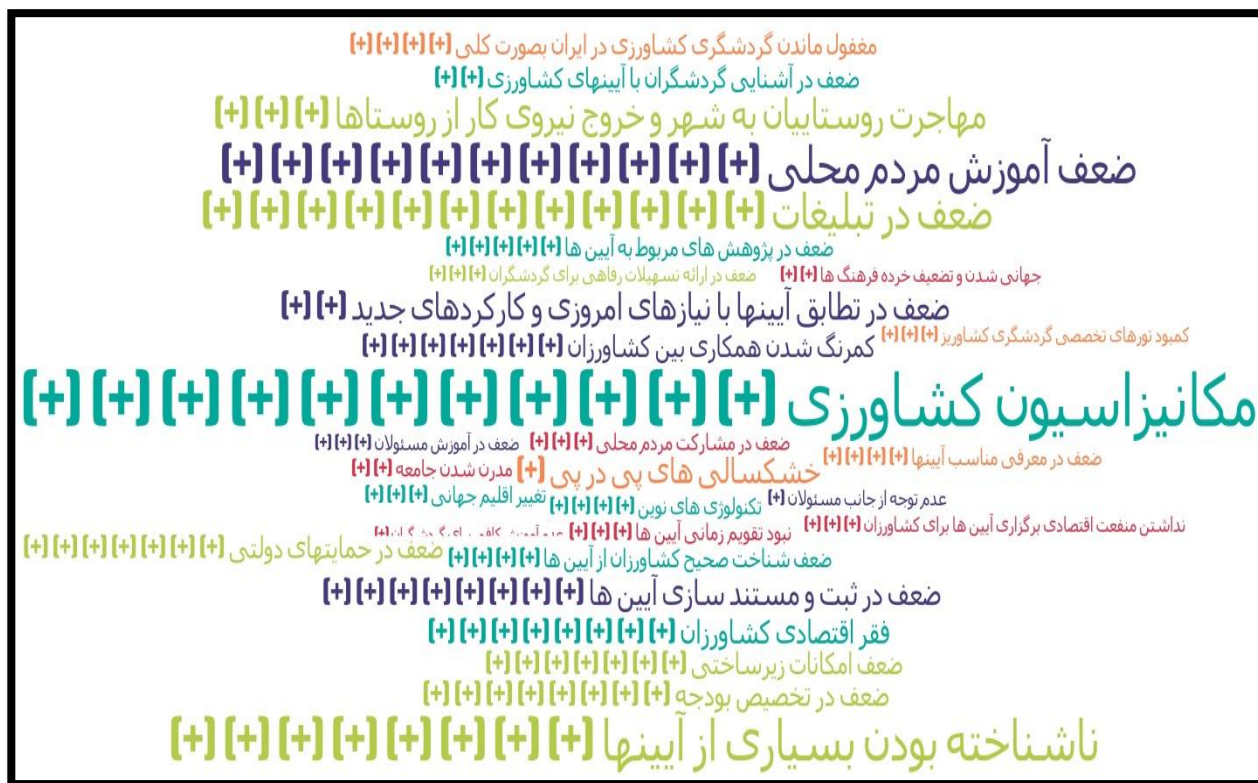 مغفول ماندن گردشگری کشاورزی در ایران بصورت کلی (+) (+) (+) (+)
ضعف در آشنایی گردشگران با آیینهای کشاورزی (+) (+)
مهاجرت روستاییان به شهر و خروج نیروی کار از روستاها (+) (+) (+)
ضعف آموزش مردم محلی (+) (+) (+) (+) (+) (+) (+) (+) (+) (+) (+)
ضعف در تبلیغات (+) (+) (+) (+) (+) (+) (+) (+) (+) (+) (+) (+)
ضعف در پژوهش های مربوط به آیین ها (+) (+) (+) (+) (+)
جهانی شدن و تضعیف خرده فرهنگ ها (+) (+)
ضعف در ارائه تسهیلات رفاهی برای گردشگران (+) (+) (+)
ضعف در تطابق آیینها با نیازهای امروزی و کارکردهای جدید (+) (+)
کمبود تورهای تخصصی گردشگری کشاوریز (+) (+) (+)
کمرنگ شدن همکاری بین کشاورزان (+) (+) (+) (+) (+) (+) (+)
مکانیزاسیون کشاورزی (+) (+) (+) (+) (+) (+) (+) (+) (+) (+) (+)
ضعف در مشارکت مردم محلی (+) (+) (+)
ضعف در آموزش مسئولان (+) (+) (+)
ضعف در معرفی مناسب آیینها (+) (+) (+) (+)
خشکسالی های پی در پی (+)
مدرن شدن جامعه (+) (+)
عدم توجه از جانب مسئولان (+)
تکنولوژی های نوین (+) (+) (+) (+)
تغییر اقلیم جهانی (+) (+) (+)
نداشتن منفعت اقتصادی برگزاری آیین ها برای کشاورزان (+) (+) (+)
نبود تقویم زمانی آیین ها (+) (+) (+)
ضعف در حمایتهای دولتی (+) (+) (+) (+) (+) (+) (+)
ضعف شناخت صحیح کشاورزان از آیین ها (+) (+) (+) (+)
ضعف در ثبت و مستند سازی آیین ها (+) (+) (+) (+) (+) (+) (+) (+)
فقر اقتصادی کشاورزان (+) (+) (+) (+) (+) (+) (+) (+)
ضعف امکانات زیرساختی (+) (+) (+) (+) (+) (+) (+)
ضعف در تخصیص بودجه (+) (+) (+) (+) (+) (+) (+) (+)
ناشناخته بودن بسیاری از آیینها (+) (+) (+) (+) (+) (+) (+) (+)